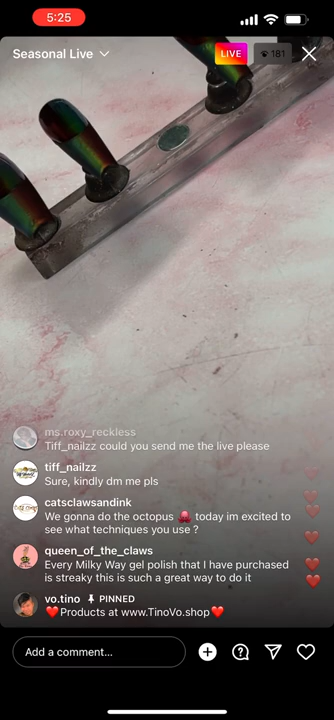 5:25
Seasonal Live
LIVE
181
ms.roxy_reckless
Tiff_nailzz could you send me the live please
tiff_nailzz
Sure, kindly dm me pls
catsclawsandink
We gonna do the octopus 🐙 today im excited to
see what techniques you use ?
queen_of_the_claws
Every Milky Way gel polish that I have purchased
is streaky this is such a great way to do it
vo.tino PINNED
❤️Products at www.TinoVo.shop❤️
Add a comment...